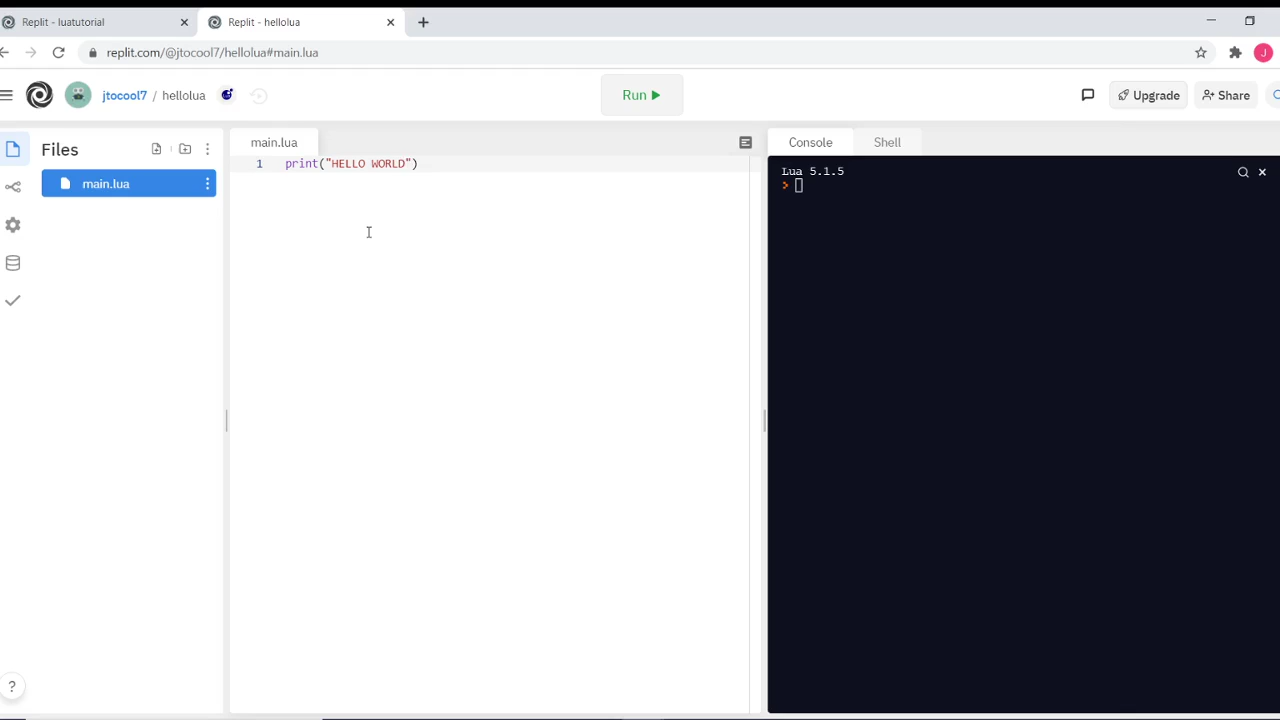 Replit - luatutorial
Replit - hellolua
replit.com/@jtocool7/hellolua#main.lua
J
jtocool7 / hellolua
Run
Upgrade
Share
Files
main.lua
main.lua
1 print("HELLO WORLD")
Console
Shell
Lua 5.1.5
>
?